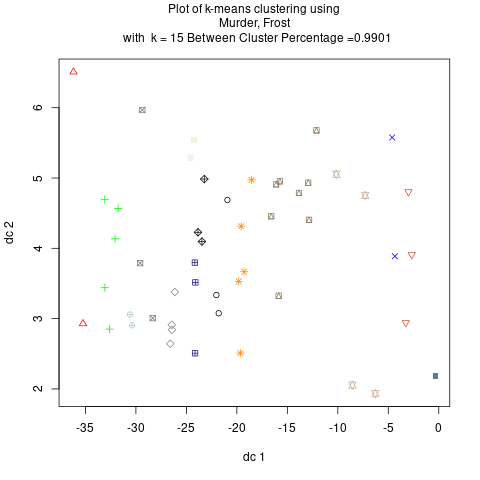 Plot of k-means clustering using
Murder, Frost
with k = 15 Between Cluster Percentage =0.9901
6
5
4
3
2
dc 2
-35 -30 -25 -20 -15 -10 -5 0
dc 1